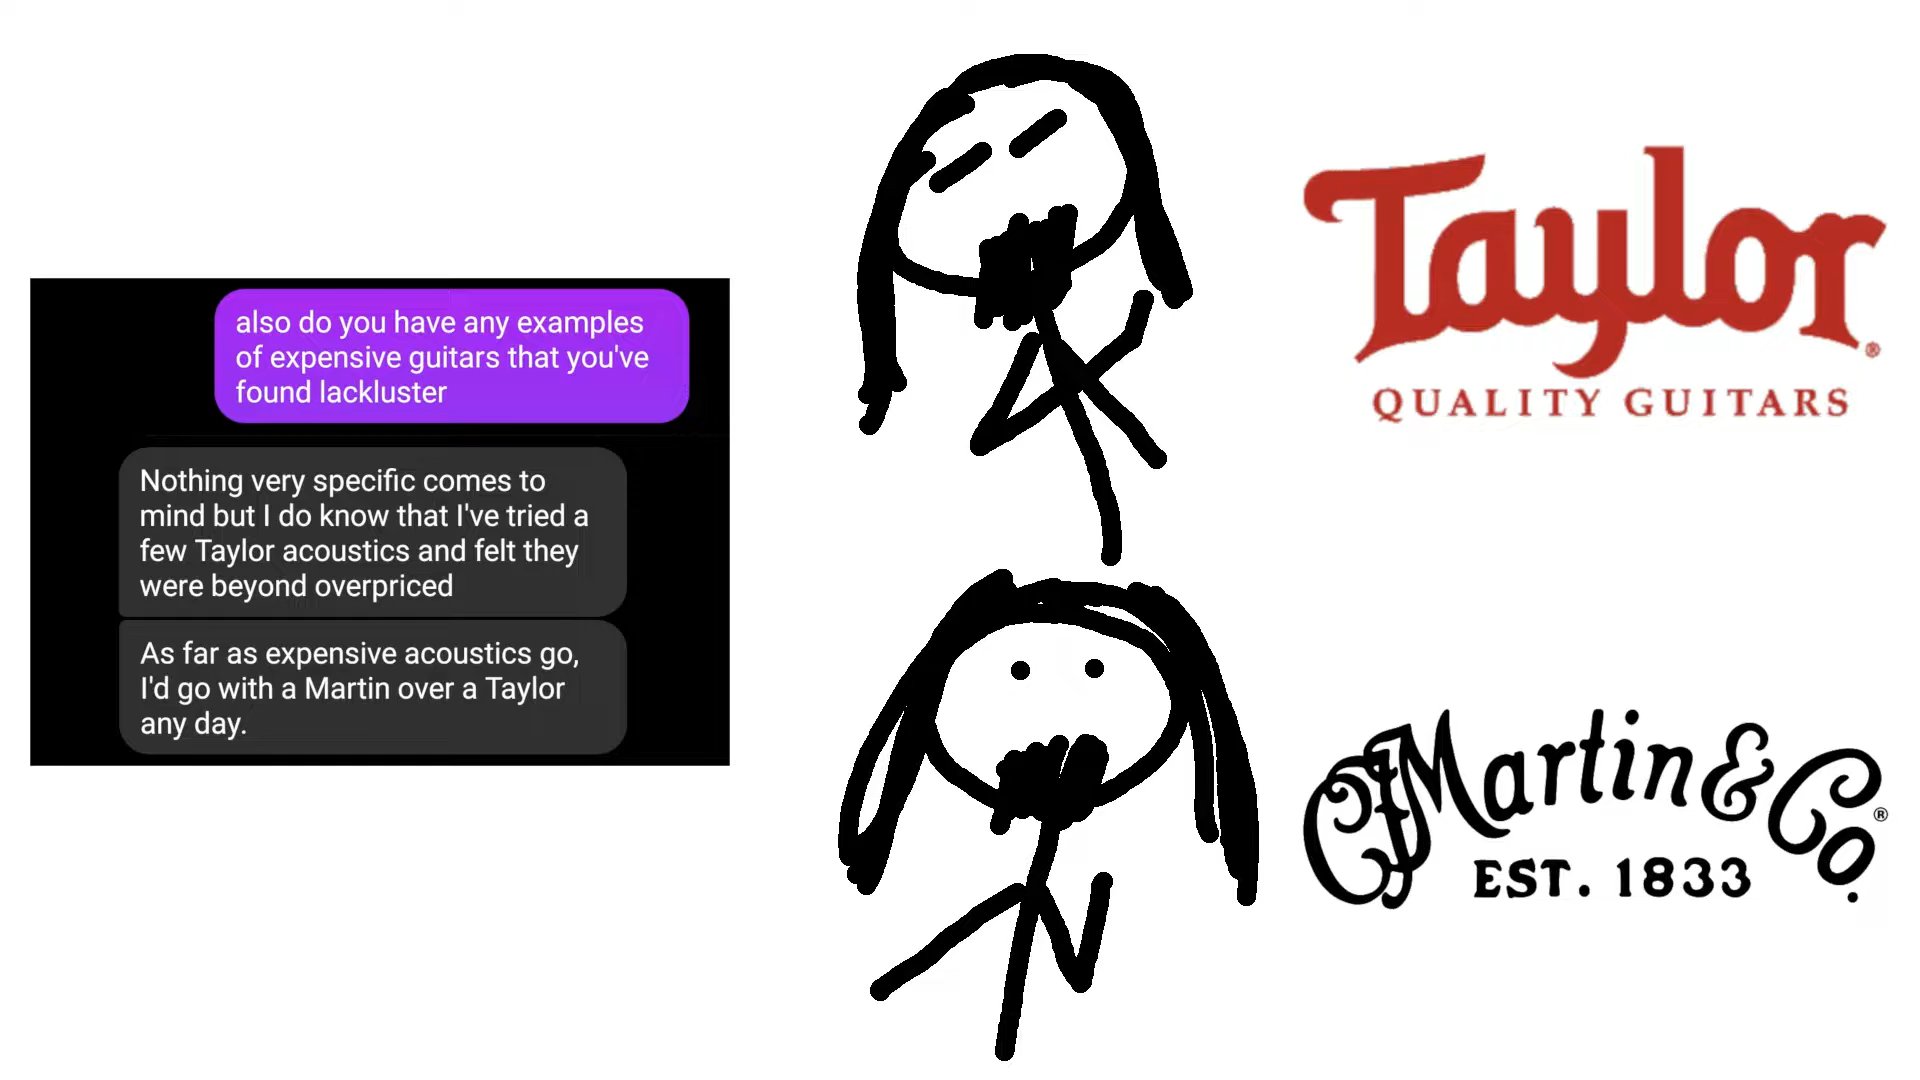 also do you have any examples
of expensive guitars that you've
found lackluster
Nothing very specific comes to
mind but I do know that I've tried a
few Taylor acoustics and felt they
were beyond overpriced
As far as expensive acoustics go,
I'd go with a Martin over a Taylor
any day.
Taylor®
QUALITY GUITARS
CF Martin & Co.®
EST. 1833